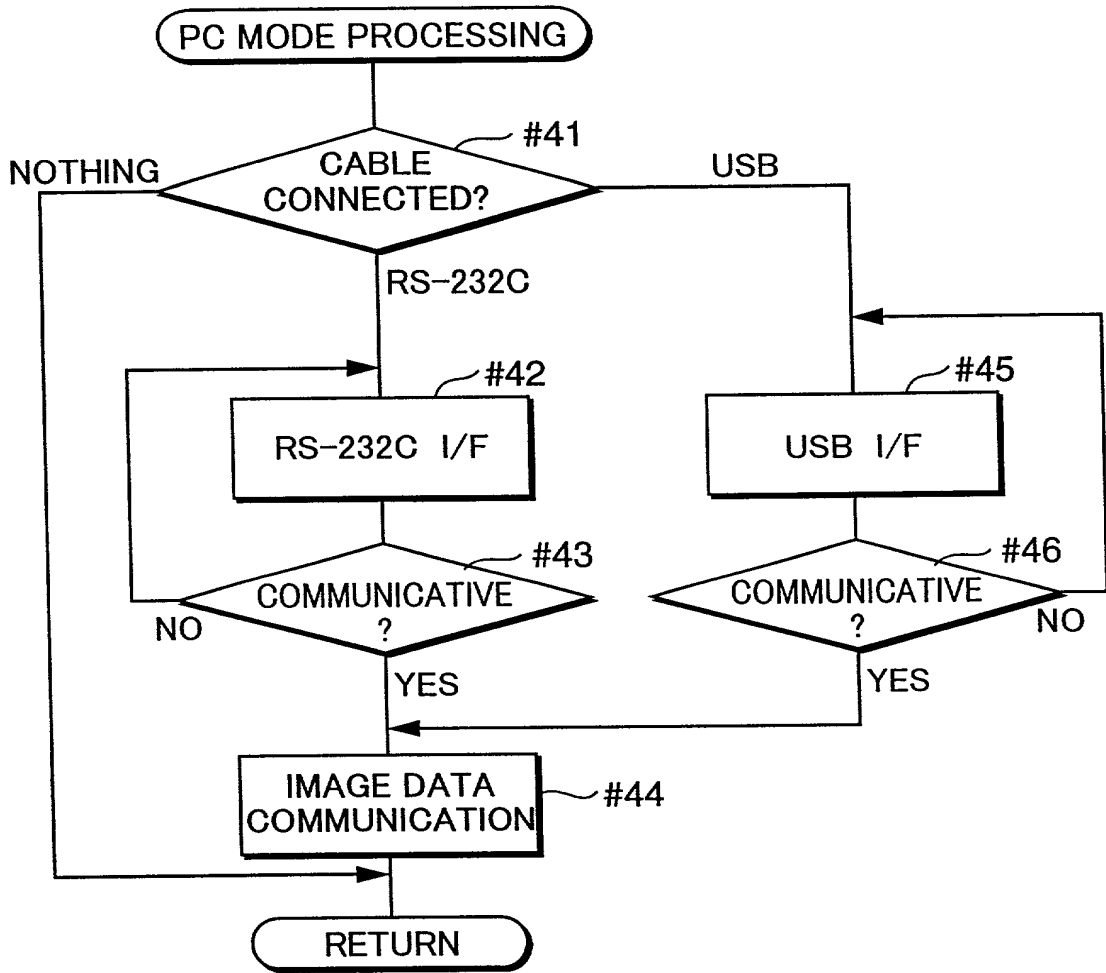 PC MODE PROCESSING
#41
NOTHING
CABLE
CONNECTED?
USB
RS-232C
#42
#45
RS-232C I/F
USB I/F
#43
#46
COMMUNICATIVE
?
NO
COMMUNICATIVE
?
NO
YES
YES
IMAGE DATA
COMMUNICATION
#44
RETURN